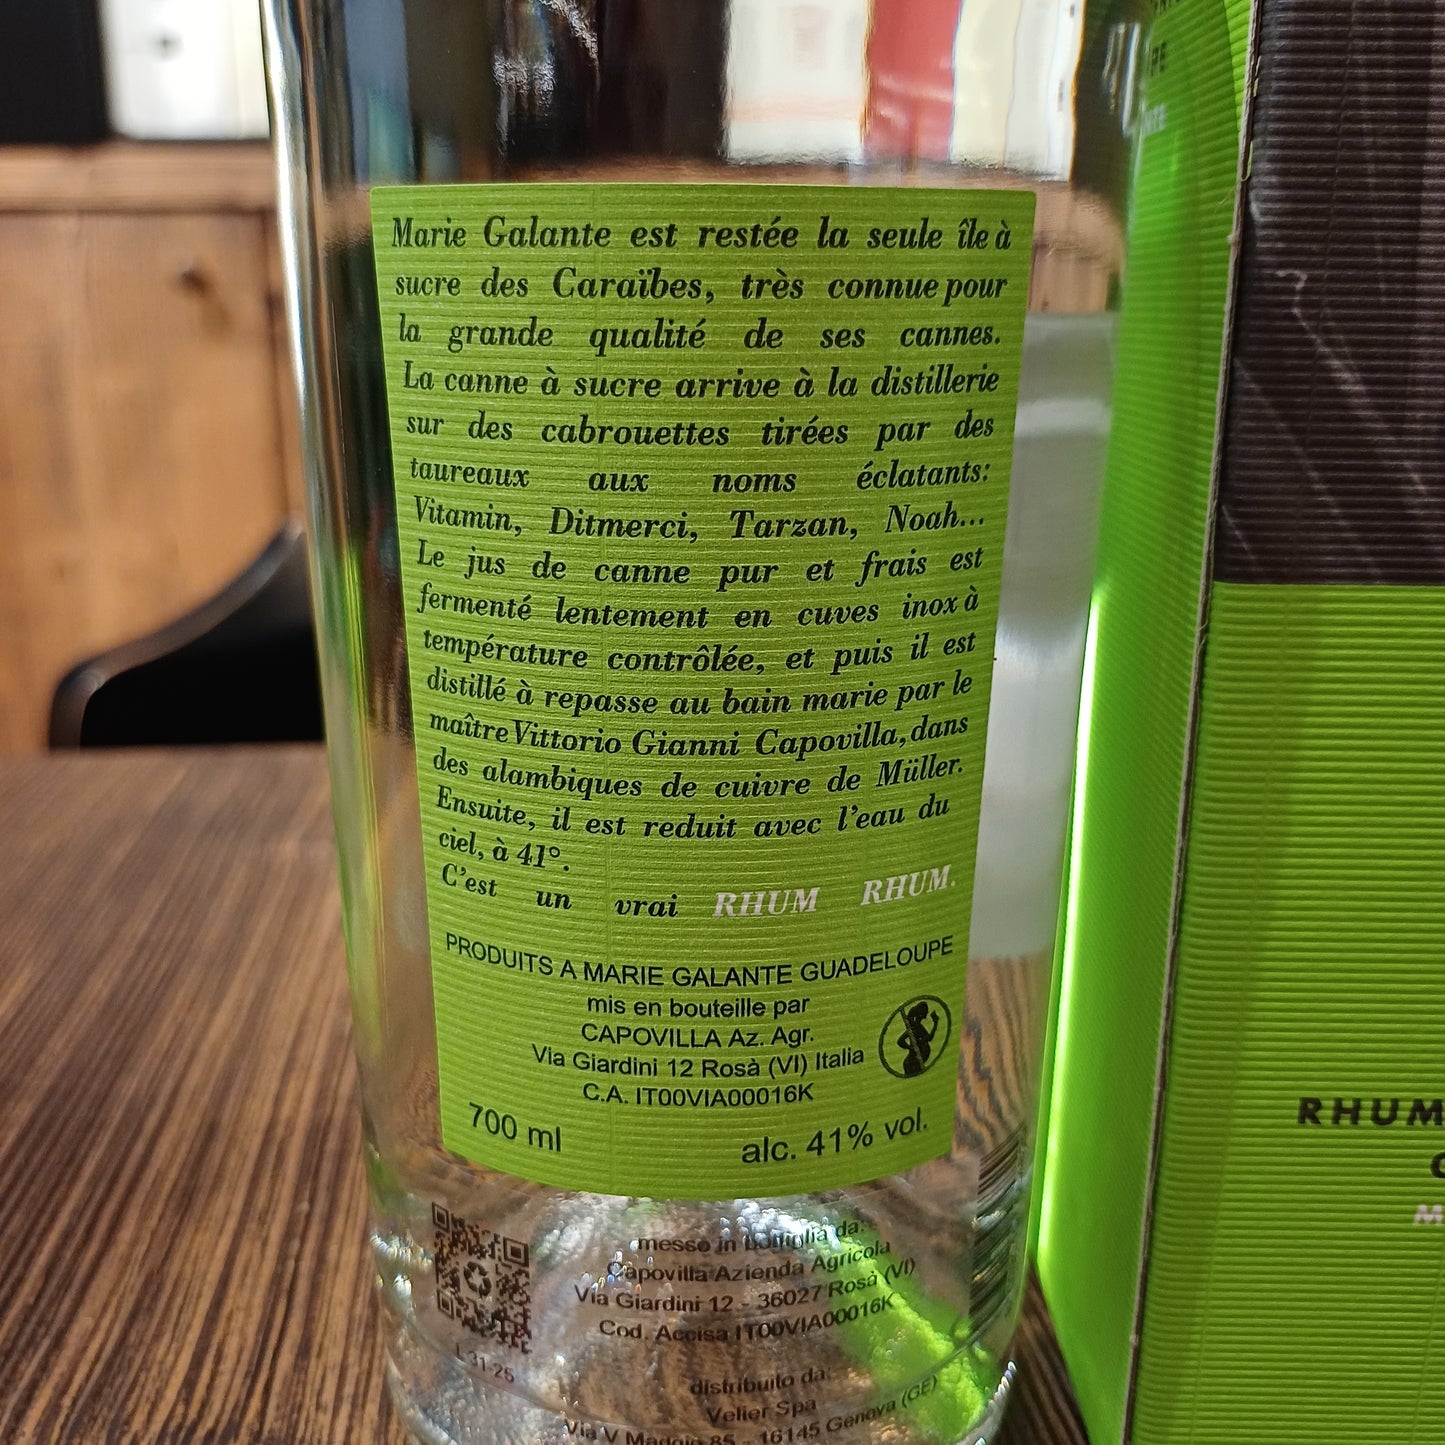 Marie Galante est restée la seule île à
sucre des Caraïbes, très connue pour
la grande qualité de ses cannes.
La canne à sucre arrive à la distillerie
sur des cabrouettes tirées par des
taureaux aux noms éclatants:
Vitamin, Ditmerci, Tarzan, Noah...
Le jus de canne pur et frais est
fermenté lentement en cuves inox à
température contrôlée, et puis il est
distillé à repasse au bain marie par le
maître Vittorio Gianni Capovilla, dans
des alambiques de cuivre de Müller.
Ensuite, il est reduit avec l'eau du
ciel, à 41°.
C'est un vrai RHUM RHUM.
PRODUITS A MARIE GALANTE GUADELOUPE
mis en bouteille par
CAPOVILLA Az. Agr.
Via Giardini 12 Rosà (VI) Italia
C.A. IT00VIA00016K
700 ml alc. 41% vol.
messo in bottiglia da:
Capovilla Azienda Agricola
Via Giardini 12 - 36027 Rosà (VI)
Cod. Accisa IT00VIA00016K
L 31-25
distribuito da:
Velier Spa
Via V Maggio 85 - 16145 Genova (GE)
RHUM